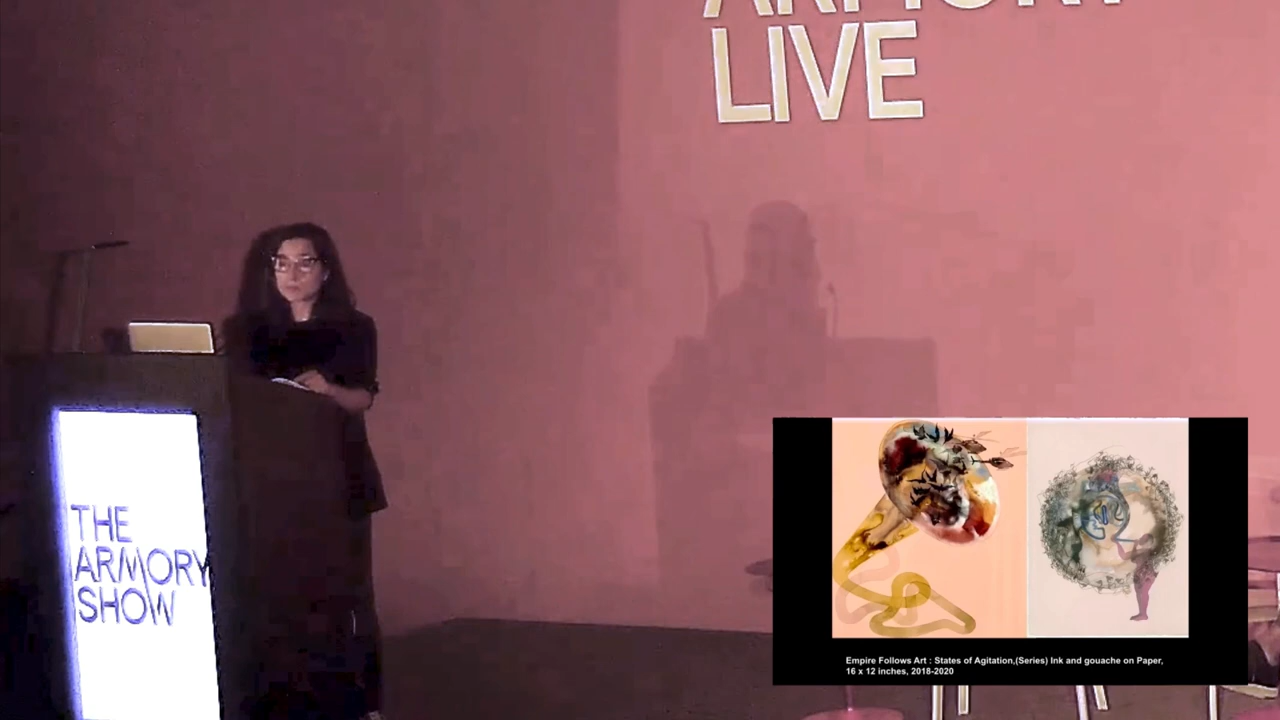 ARMORY
LIVE
THE
ARMORY
SHOW
Empire Follows Art : States of Agitation,(Series) Ink and gouache on Paper,
16 x 12 inches, 2018-2020